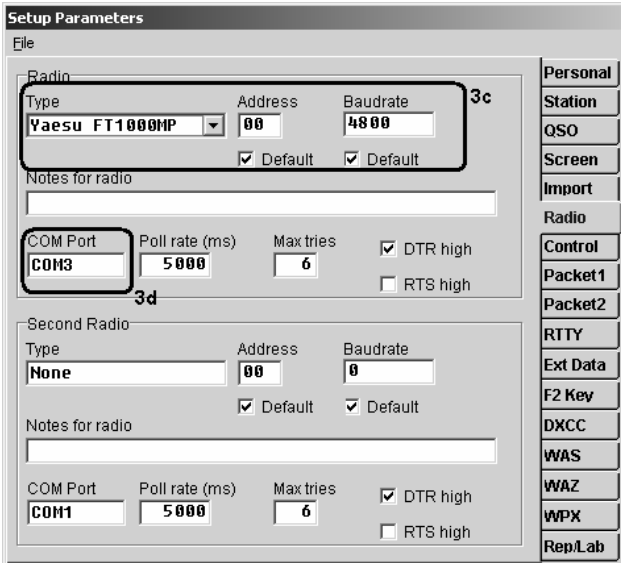 Setup Parameters
File
Radio
Type Address Baudrate 3c
Yaesu FT1000MP 00 4800
Default Default
Notes for radio
COM Port Poll rate (ms) Max tries DTR high
COM3 5000 6
RTS high
3d
Second Radio
Type Address Baudrate
None 00 0
Default Default
Notes for radio
COM Port Poll rate (ms) Max tries DTR high
COM1 5000 6
RTS high
Personal
Station
QSO
Screen
Import
Radio
Control
Packet1
Packet2
RTTY
Ext Data
F2 Key
DXCC
WAS
WAZ
WPX
Rep/Lab